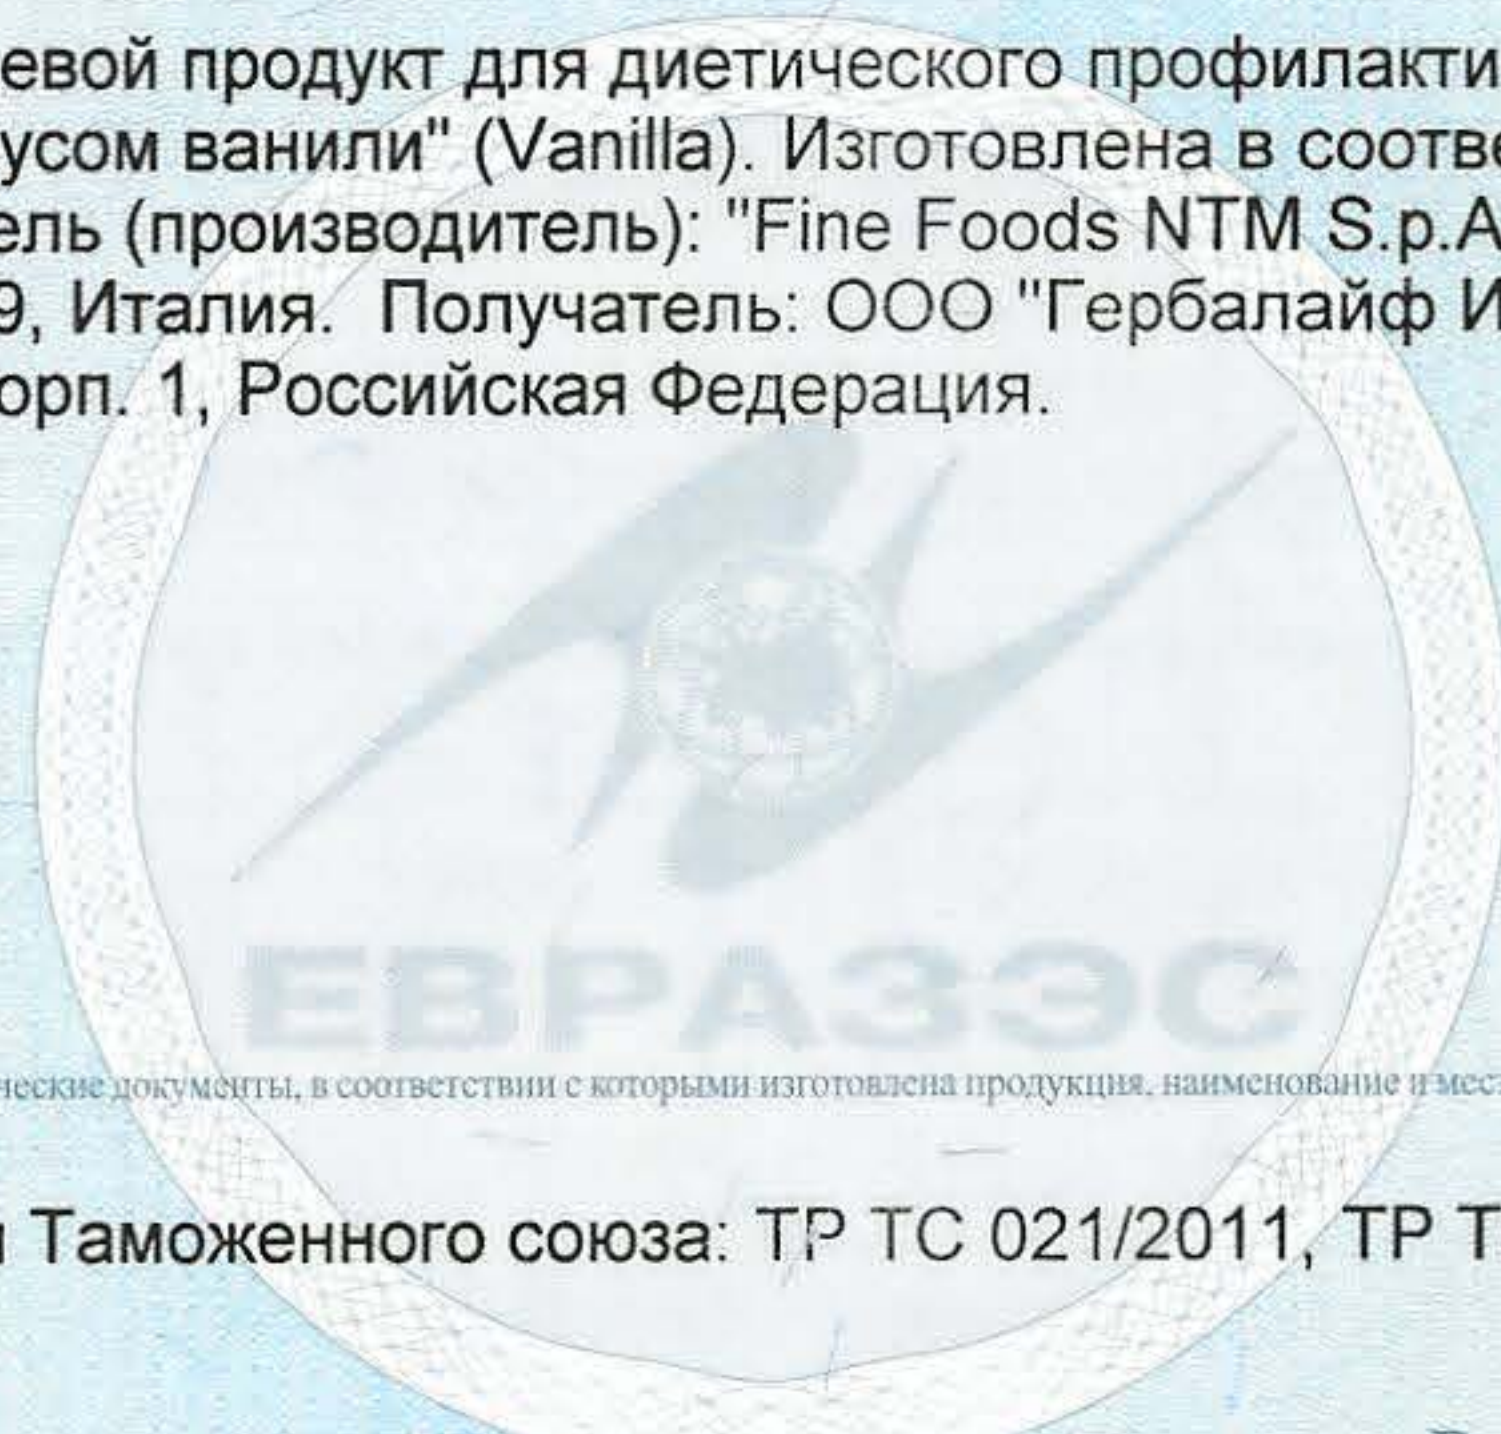 евой продукт для диетического профилакти
усом ванили" (Vanilla). Изготовлена в соотве
ель (производитель): "Fine Foods NTM S.p.A
9, Италия. Получатель: ООО "Гербалайф И
орп. 1, Российская Федерация.
ЕВРАЗЭС
ческие документы, в соответствии с которыми изготовлена продукция, наименование и мест
и Таможенного союза: ТР ТС 021/2011, ТР Т